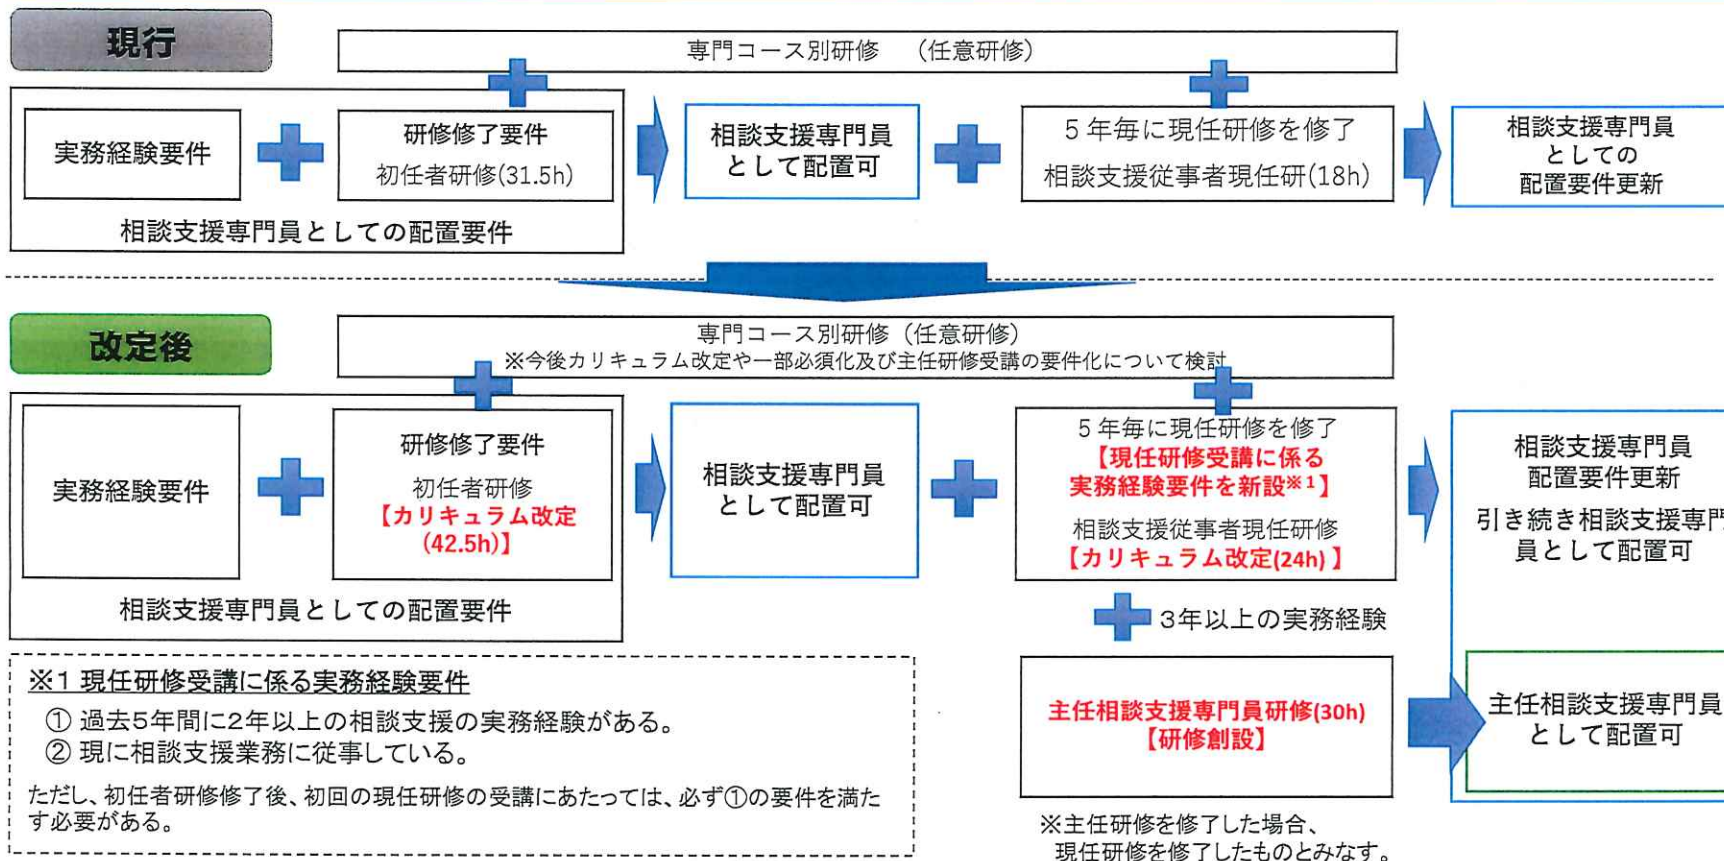 現行
専門コース別研修 （任意研修）
実務経験要件
研修修了要件
初任者研修(31.5h)
相談支援専門員としての配置要件
相談支援専門員
として配置可
5年毎に現任研修を修了
相談支援従事者現任研(18h)
相談支援専門員
としての
配置要件更新
改定後
専門コース別研修（任意研修）
※今後カリキュラム改定や一部必須化及び主任研修受講の要件化について検討
実務経験要件
研修修了要件
初任者研修
【カリキュラム改定
(42.5h)】
相談支援専門員としての配置要件
相談支援専門員
として配置可
5年毎に現任研修を修了
【現任研修受講に係る
実務経験要件を新設※1】
相談支援従事者現任研修
【カリキュラム改定(24h) 】
相談支援専門員
配置要件更新
引き続き相談支援専門
員として配置可
3年以上の実務経験
主任相談支援専門員研修(30h)
【研修創設】
主任相談支援専門員
として配置可
※主任研修を修了した場合、
現任研修を修了したものとみなす。
※1 現任研修受講に係る実務経験要件
① 過去5年間に2年以上の相談支援の実務経験がある。
② 現に相談支援業務に従事している。
ただし、初任者研修修了後、初回の現任研修の受講にあたっては、必ず①の要件を満た
す必要がある。